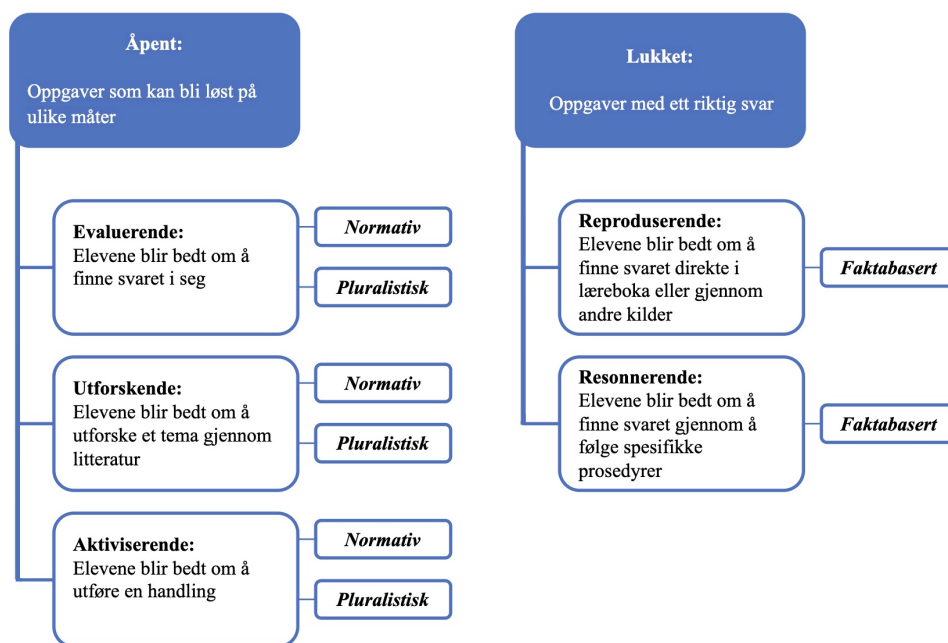 Åpent:
Oppgaver som kan bli løst på
ulike måter
Evaluerende:
Elevene blir bedt om å
finne svaret i seg
Normativ
Pluralistisk
Utforskende:
Elevene blir bedt om å
utforske et tema gjennom
litteratur
Normativ
Pluralistisk
Aktiviserende:
Elevene blir bedt om å
utføre en handling
Normativ
Pluralistisk
Lukket:
Oppgaver med ett riktig svar
Reproduserende:
Elevene blir bedt om å
finne svaret direkte i
læreboka eller gjennom
andre kilder
Faktabasert
Resonnerende:
Elevene blir bedt om å
finne svaret gjennom å
følge spesifikke
prosedyrer
Faktabasert